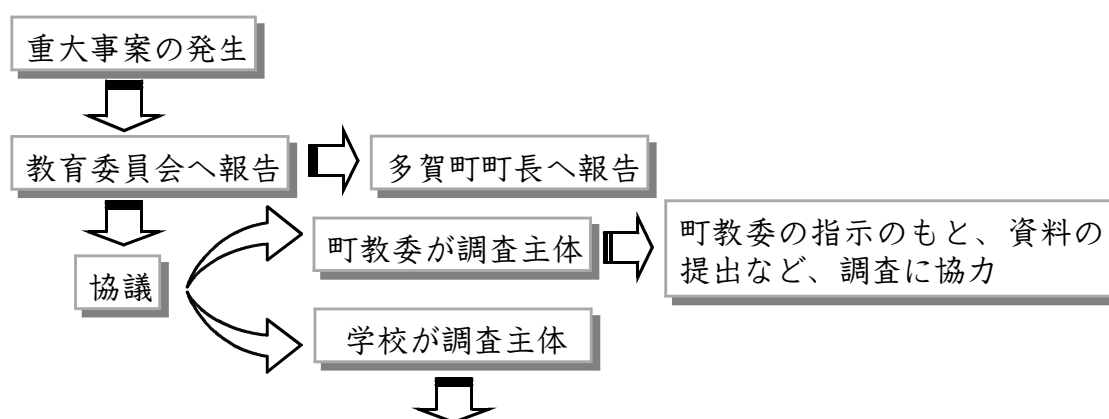 重大事案の発生
教育委員会へ報告
多賀町町長へ報告
町教委が調査主体
町教委の指示のもと、資料の
提出など、調査に協力
協議
学校が調査主体